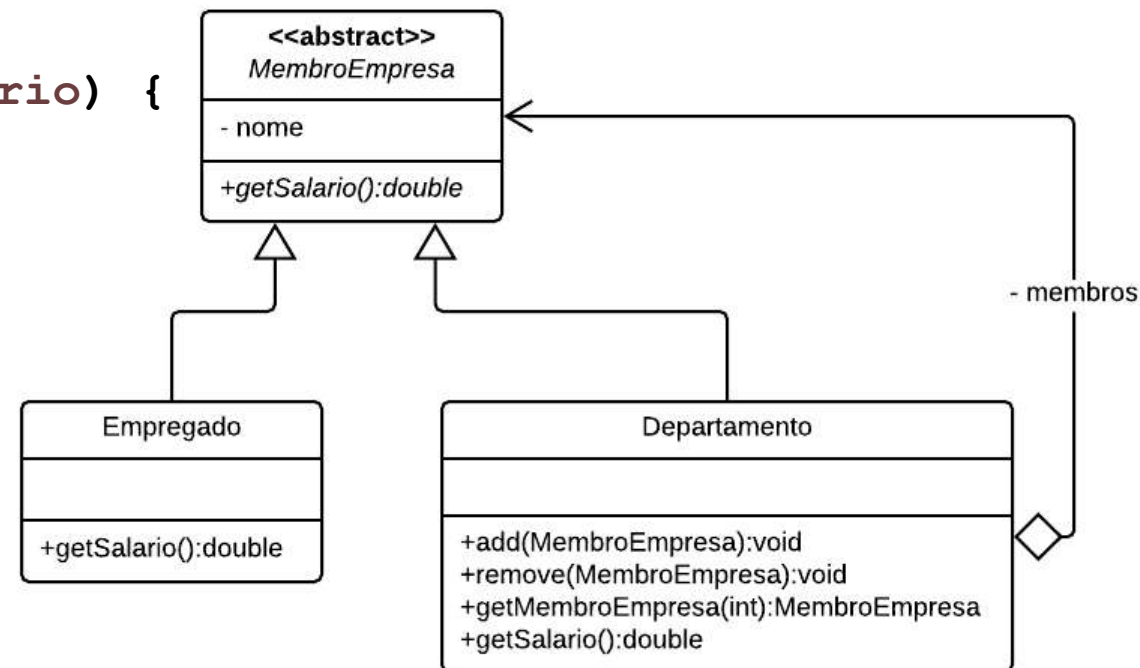 rio) {
<<abstract>>
MembroEmpresa
- nome
+getSalario():double
- membros
Empregado
+getSalario():double
Departamento
+add(MembroEmpresa):void
+remove(MembroEmpresa):void
+getMembroEmpresa(int):MembroEmpresa
+getSalario():double